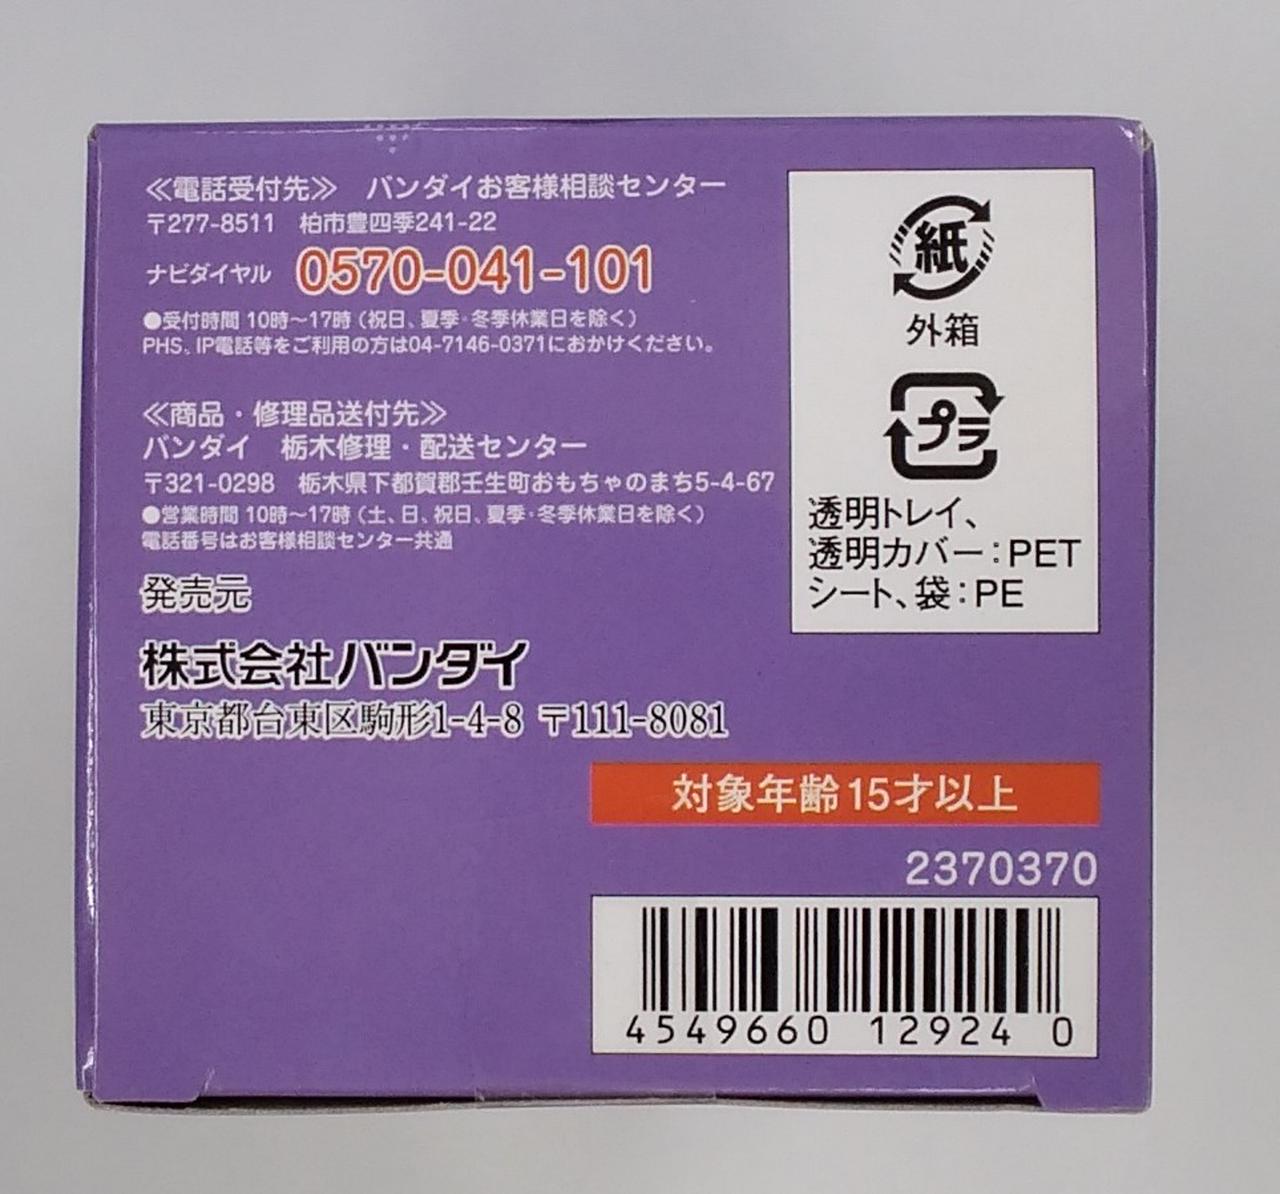 ≪電話受付先≫　バンダイお客様相談センター
〒277-8511　柏市豊四季241-22
ナビダイヤル　0570-041-101
●受付時間 10時～17時（祝日、夏季・冬季休業日を除く）
PHS、IP電話等をご利用の方は04-7146-0371におかけください。
≪商品・修理品送付先≫
バンダイ　栃木修理・配送センター
〒321-0298　栃木県下都賀郡壬生町おもちゃのまち5-4-67
●営業時間 10時～17時（土、日、祝日、夏季・冬季休業日を除く）
電話番号はお客様相談センター共通
発売元
株式会社バンダイ
東京都台東区駒形1-4-8 〒111-8081
紙
外箱
プラ
透明トレイ、
透明カバー：PET
シート、袋：PE
対象年齢15才以上
2370370
4549660 12924 0